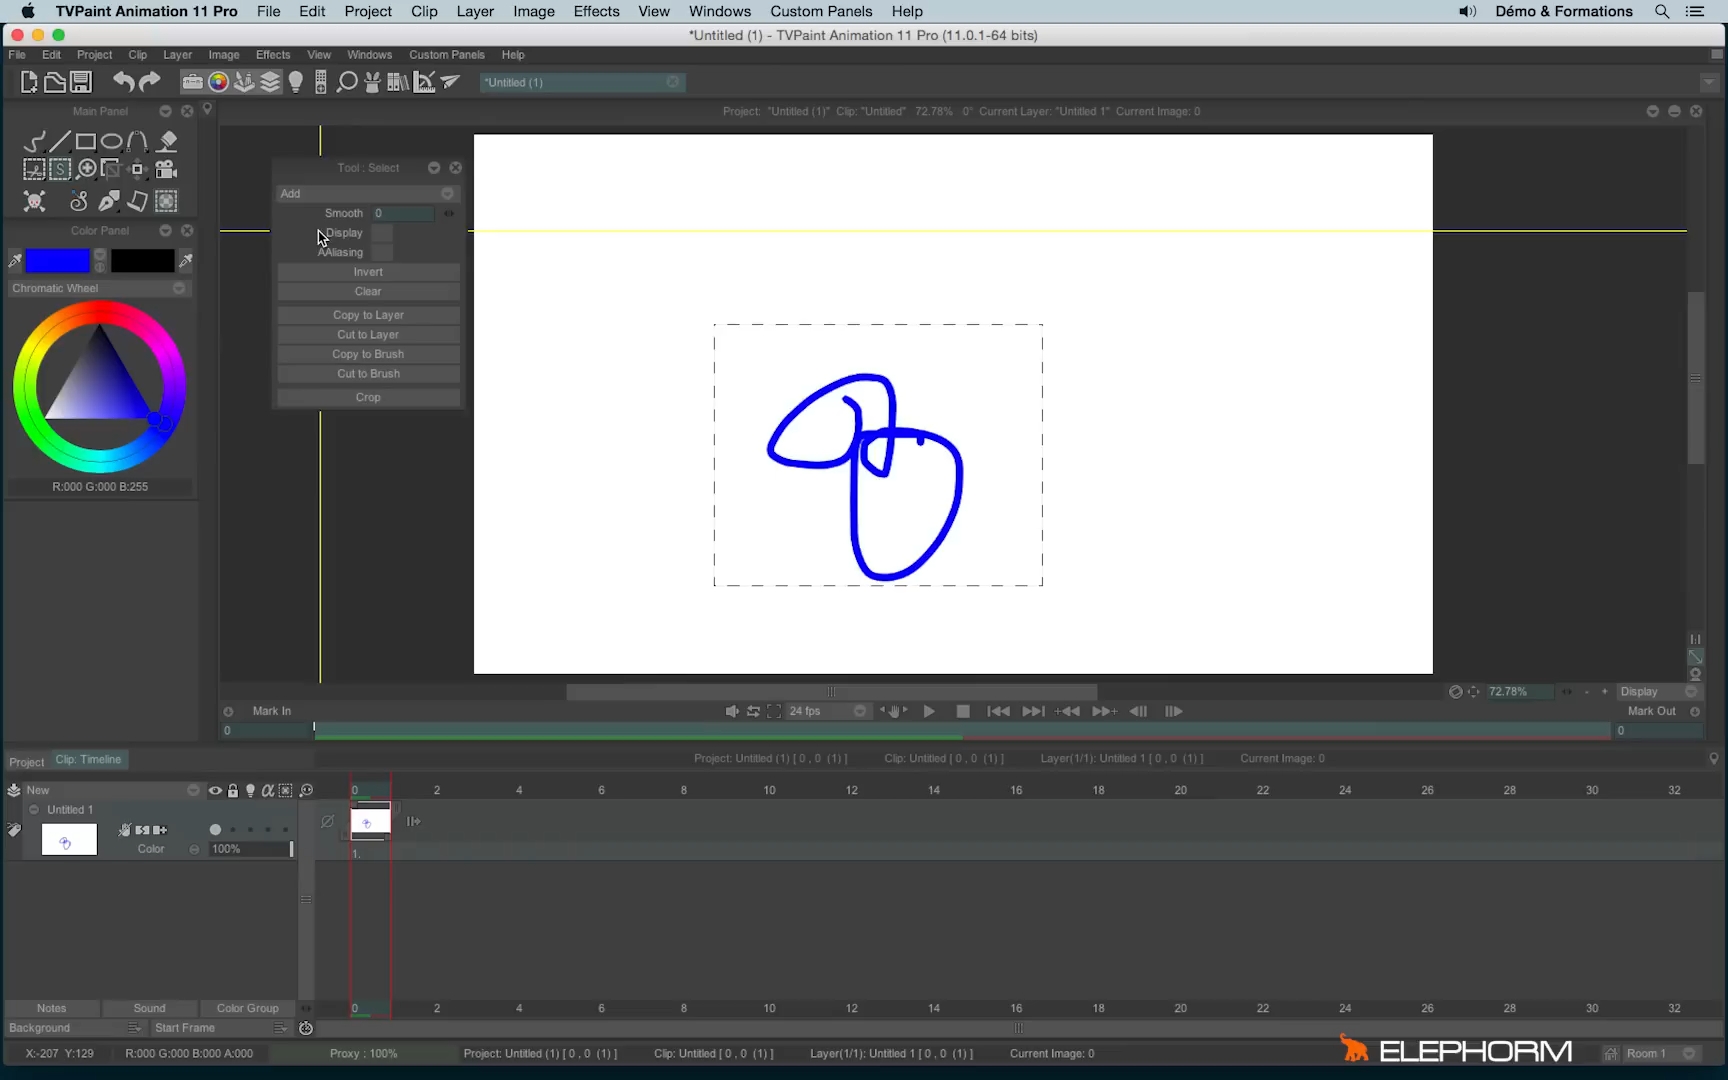 TVPaint Animation 11 Pro File Edit Project Clip Layer Image Effects View Windows Custom Panels Help Démo & Formations
*Untitled (1) - TVPaint Animation 11 Pro (11.0.1-64 bits)
File Edit Project Clip Layer Image Effects View Windows Custom Panels Help
*Untitled (1)
Main Panel
Project: "Untitled (1)" Clip: "Untitled" 72.78% 0° Current Layer: "Untitled 1" Current Image: 0
Tool : Select
Add
Smooth 0
Display
AAliasing
Invert
Clear
Copy to Layer
Cut to Layer
Copy to Brush
Cut to Brush
Crop
Color Panel
Chromatic Wheel
R:000 G:000 B:255
72.78% - + Display
Mark In 24 fps Mark Out
0 0
Project Clip: Timeline Project: Untitled (1) [ 0 , 0 (1) ] Clip: Untitled [ 0 , 0 (1) ] Layer(1/1): Untitled 1 [ 0 , 0 (1) ] Current Image: 0
New 0 2 4 6 8 10 12 14 16 18 20 22 24 26 28 30 32
Untitled 1
Color 100%
1.
Notes Sound Color Group 0 2 4 6 8 10 12 14 16 18 20 22 24 26 28 30 32
Background Start Frame
X:-207 Y:129 R:000 G:000 B:000 A:000 Proxy : 100% Project: Untitled (1) [ 0 , 0 (1) ] Clip: Untitled [ 0 , 0 (1) ] Layer(1/1): Untitled 1 [ 0 , 0 (1) ] Current Image: 0 ELEPHORM Room 1